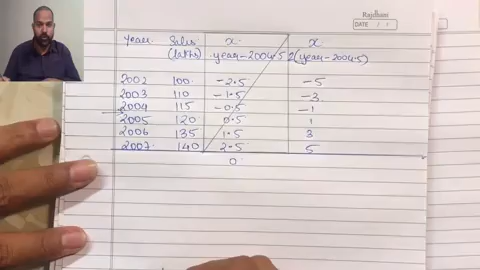 Rajdhani
DATE / /
Year. Sales x. x
(lakhs) year-2004.5 2(year-2004.5)
2002 100 -2.5 -5
2003 110 -1.5 -3
2004 115 -0.5 -1
2005 120 0.5 1
2006 135 1.5 3
2007 140 2.5 5
0